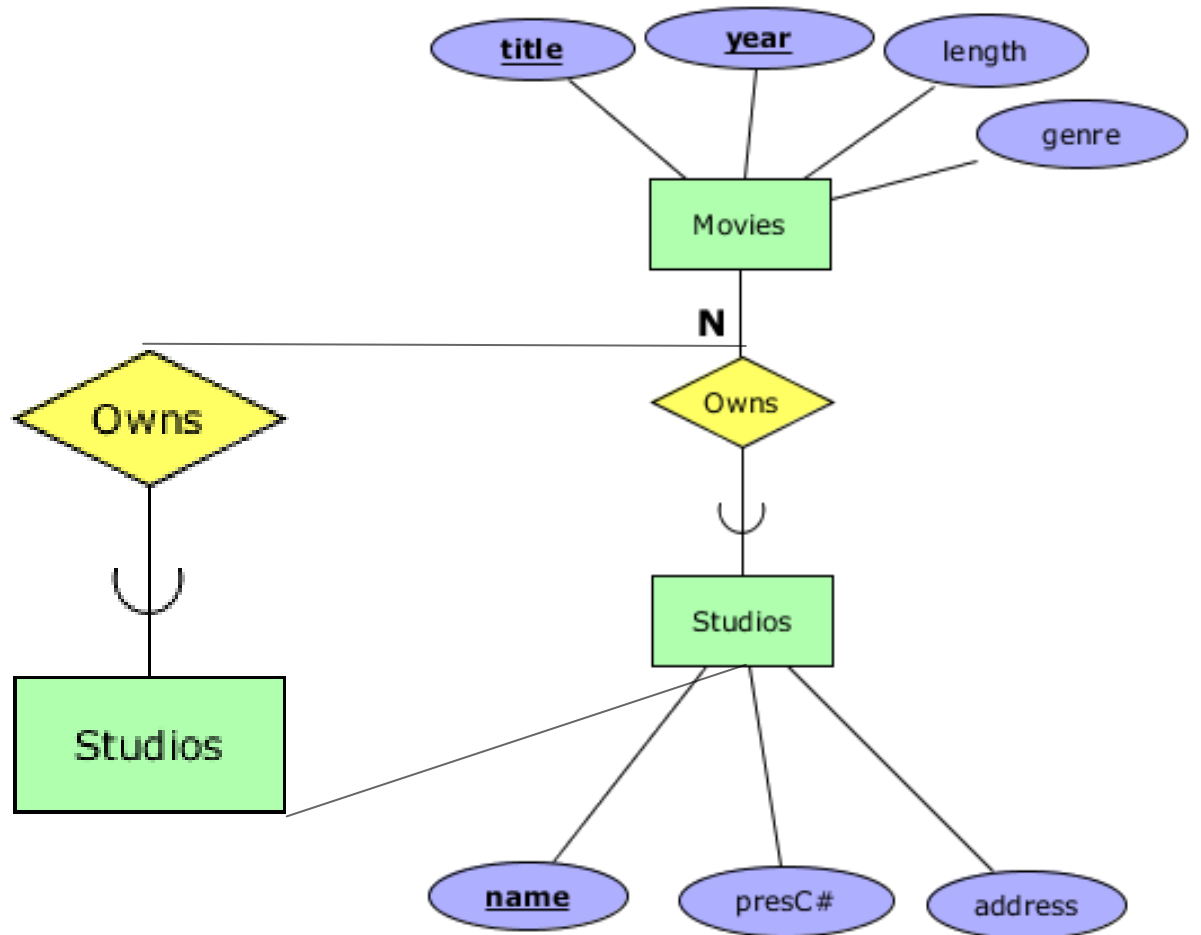 title
year
length
genre
Movies
N
Owns
Owns
Studios
Studios
name
presC#
address